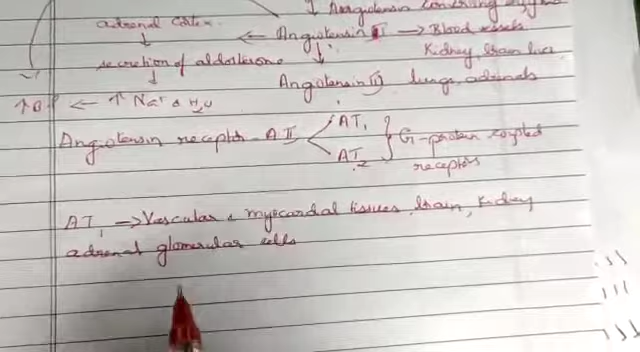 ↓ Angiotensin converting enzyme
adrenal cortex ← Angiotensin II → Blood vessels
↓ ↓ Kidney, brain, liver
secretion of aldosterone Angiotensin III lungs, adrenals
↓
↑ BP ← ↑ Na+ & H2O
Angiotensin receptor - A II < AT1 } G-protein coupled
AT2 receptors
AT1 → Vascular & myocardal tissues, brain, kidney
adrenal glomerular cells